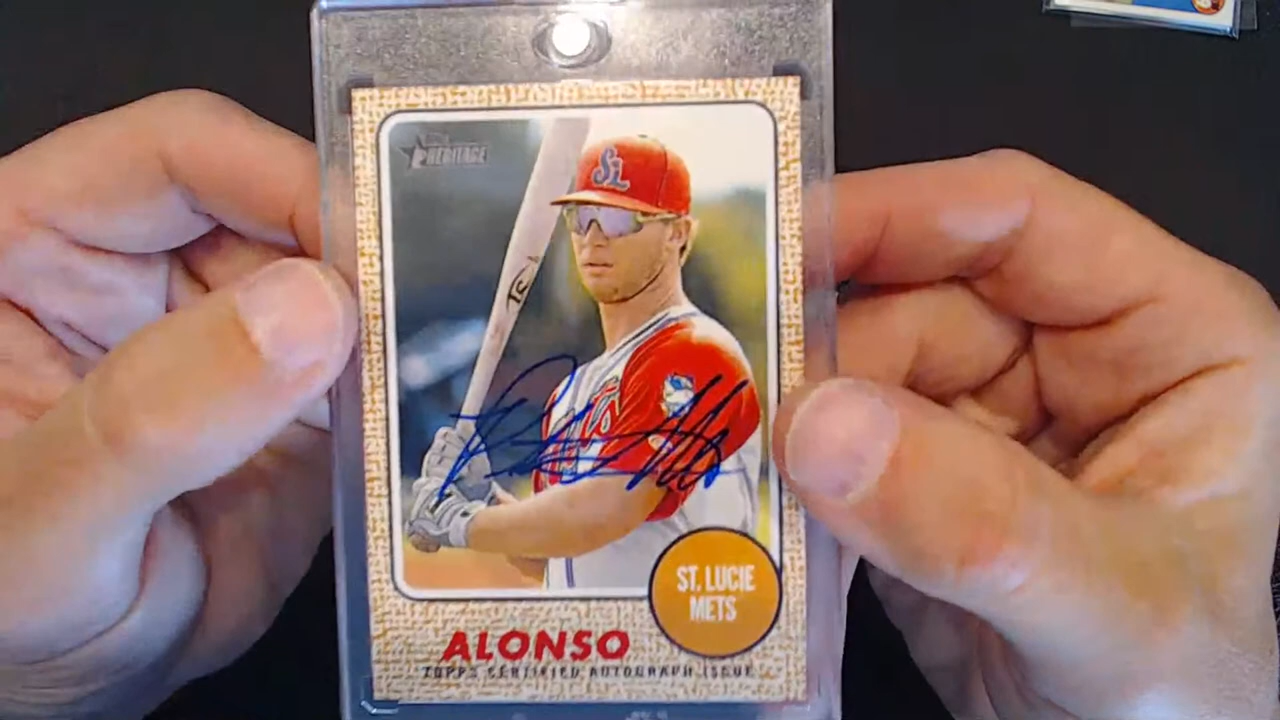 HERITAGE
SL
ST. LUCIE
METS
ALONSO
TOPPS CERTIFIED AUTOGRAPH ISSUE